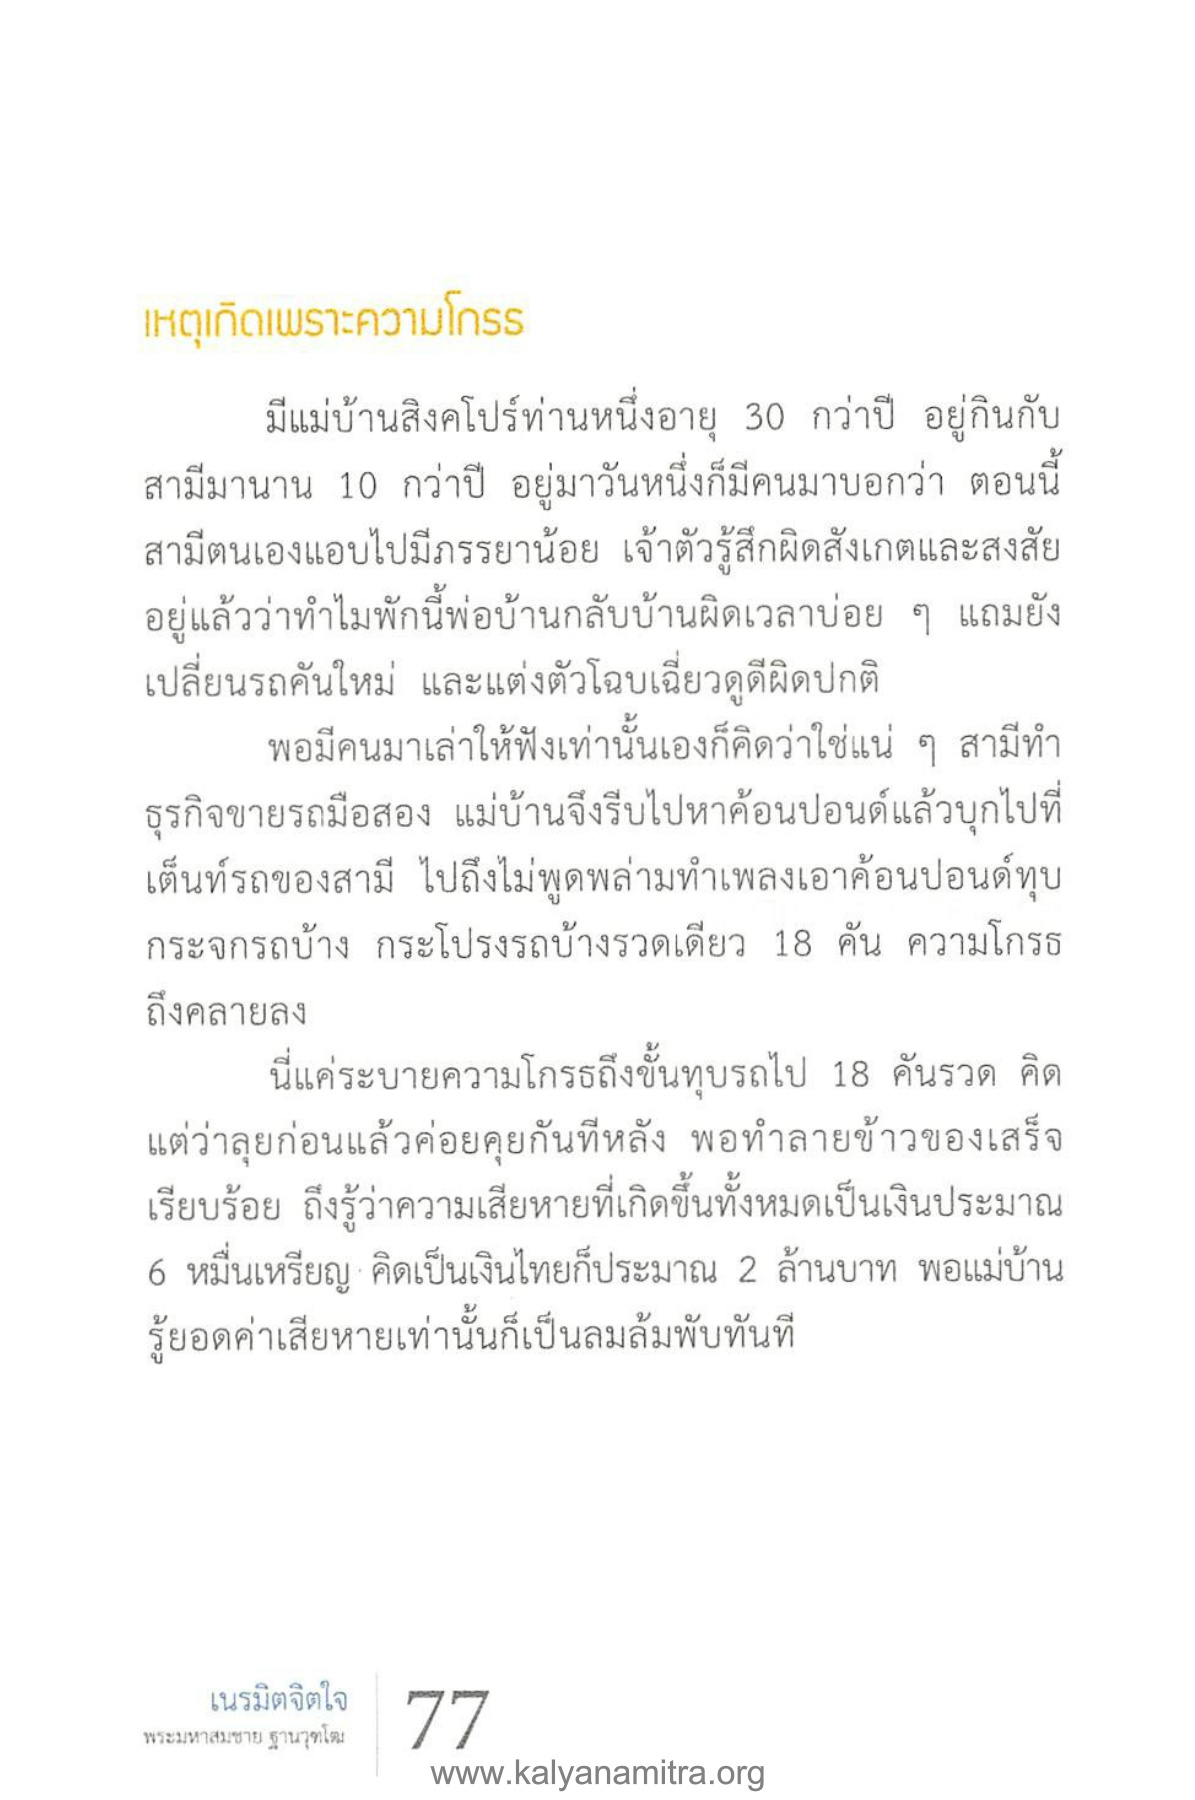 เหตุเกิดเพราะความโกรธ
มีแม่บ้านสิงคโปร์ท่านหนึ่งอายุ 30 กว่าปี อยู่กินกับ
สามีมานาน 10 กว่าปี อยู่มาวันหนึ่งก็มีคนมาบอกว่า ตอนนี้
สามีตนเองแอบไปมีภรรยาน้อย เจ้าตัวรู้สึกผิดสังเกตและสงสัย
อยู่แล้วว่าทำไมพักนี้พ่อบ้านกลับบ้านผิดเวลาบ่อย ๆ แถมยัง
เปลี่ยนรถคันใหม่ และแต่งตัวโฉบเฉี่ยวดูดีผิดปกติ
พอมีคนมาเล่าให้ฟังเท่านั้นเองก็คิดว่าใช่แน่ ๆ สามีทำ
ธุรกิจขายรถมือสอง แม่บ้านจึงรีบไปหาค้อนปอนด์แล้วบุกไปที่
เต็นท์รถของสามี ไปถึงไม่พูดพล่ามทำเพลงเอาค้อนปอนด์ทุบ
กระจกรถบ้าง กระโปรงรถบ้างรวดเดียว 18 คัน ความโกรธ
ถึงคลายลง
นี่แค่ระบายความโกรธถึงขั้นทุบรถไป 18 คันรวด คิด
แต่ว่าลุยก่อนแล้วค่อยคุยกันทีหลัง พอทำลายข้าวของเสร็จ
เรียบร้อย ถึงรู้ว่าความเสียหายที่เกิดขึ้นทั้งหมดเป็นเงินประมาณ
6 หมื่นเหรียญ คิดเป็นเงินไทยก็ประมาณ 2 ล้านบาท พอแม่บ้าน
รู้ยอดค่าเสียหายเท่านั้นก็เป็นลมล้มพับทันที
เนรมิตจิตใจ
พระมหาสมชาย ฐานวุฑโฒ
77
www.kalyanamitra.org